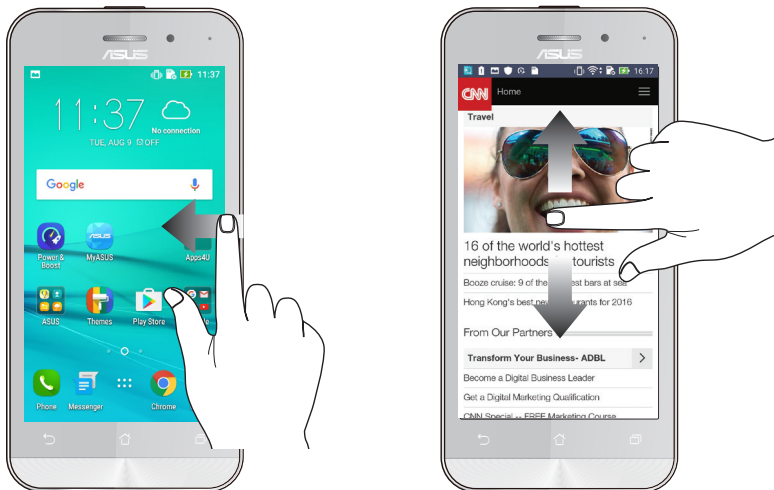 ASUS
11:37
11:37
No connection
TUE, AUG 9 OFF
Google
Power & Boost
MyASUS
Apps4U
ASUS
Themes
Play Store
Phone
Messenger
Chrome
ASUS
16:17
CNN
Home
Travel
16 of the world's hottest
neighborhoods tourists
Booze cruise: 9 of the bars at sea
Hong Kong's best for 2016
From Our Partners
Transform Your Business- ADBL
Become a Digital Business Leader
Get a Digital Marketing Qualification
CNN Special -- FREE Marketing Course